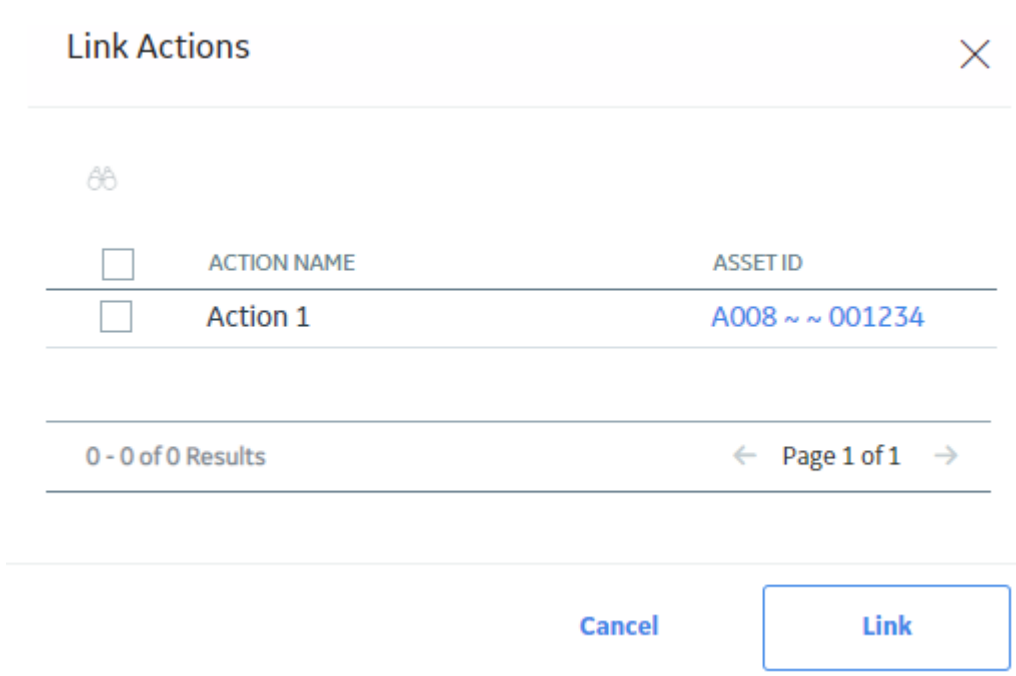 Link Actions
ACTION NAME ASSET ID
Action 1 A008 ~ ~ 001234
0 - 0 of 0 Results Page 1 of 1
Cancel Link